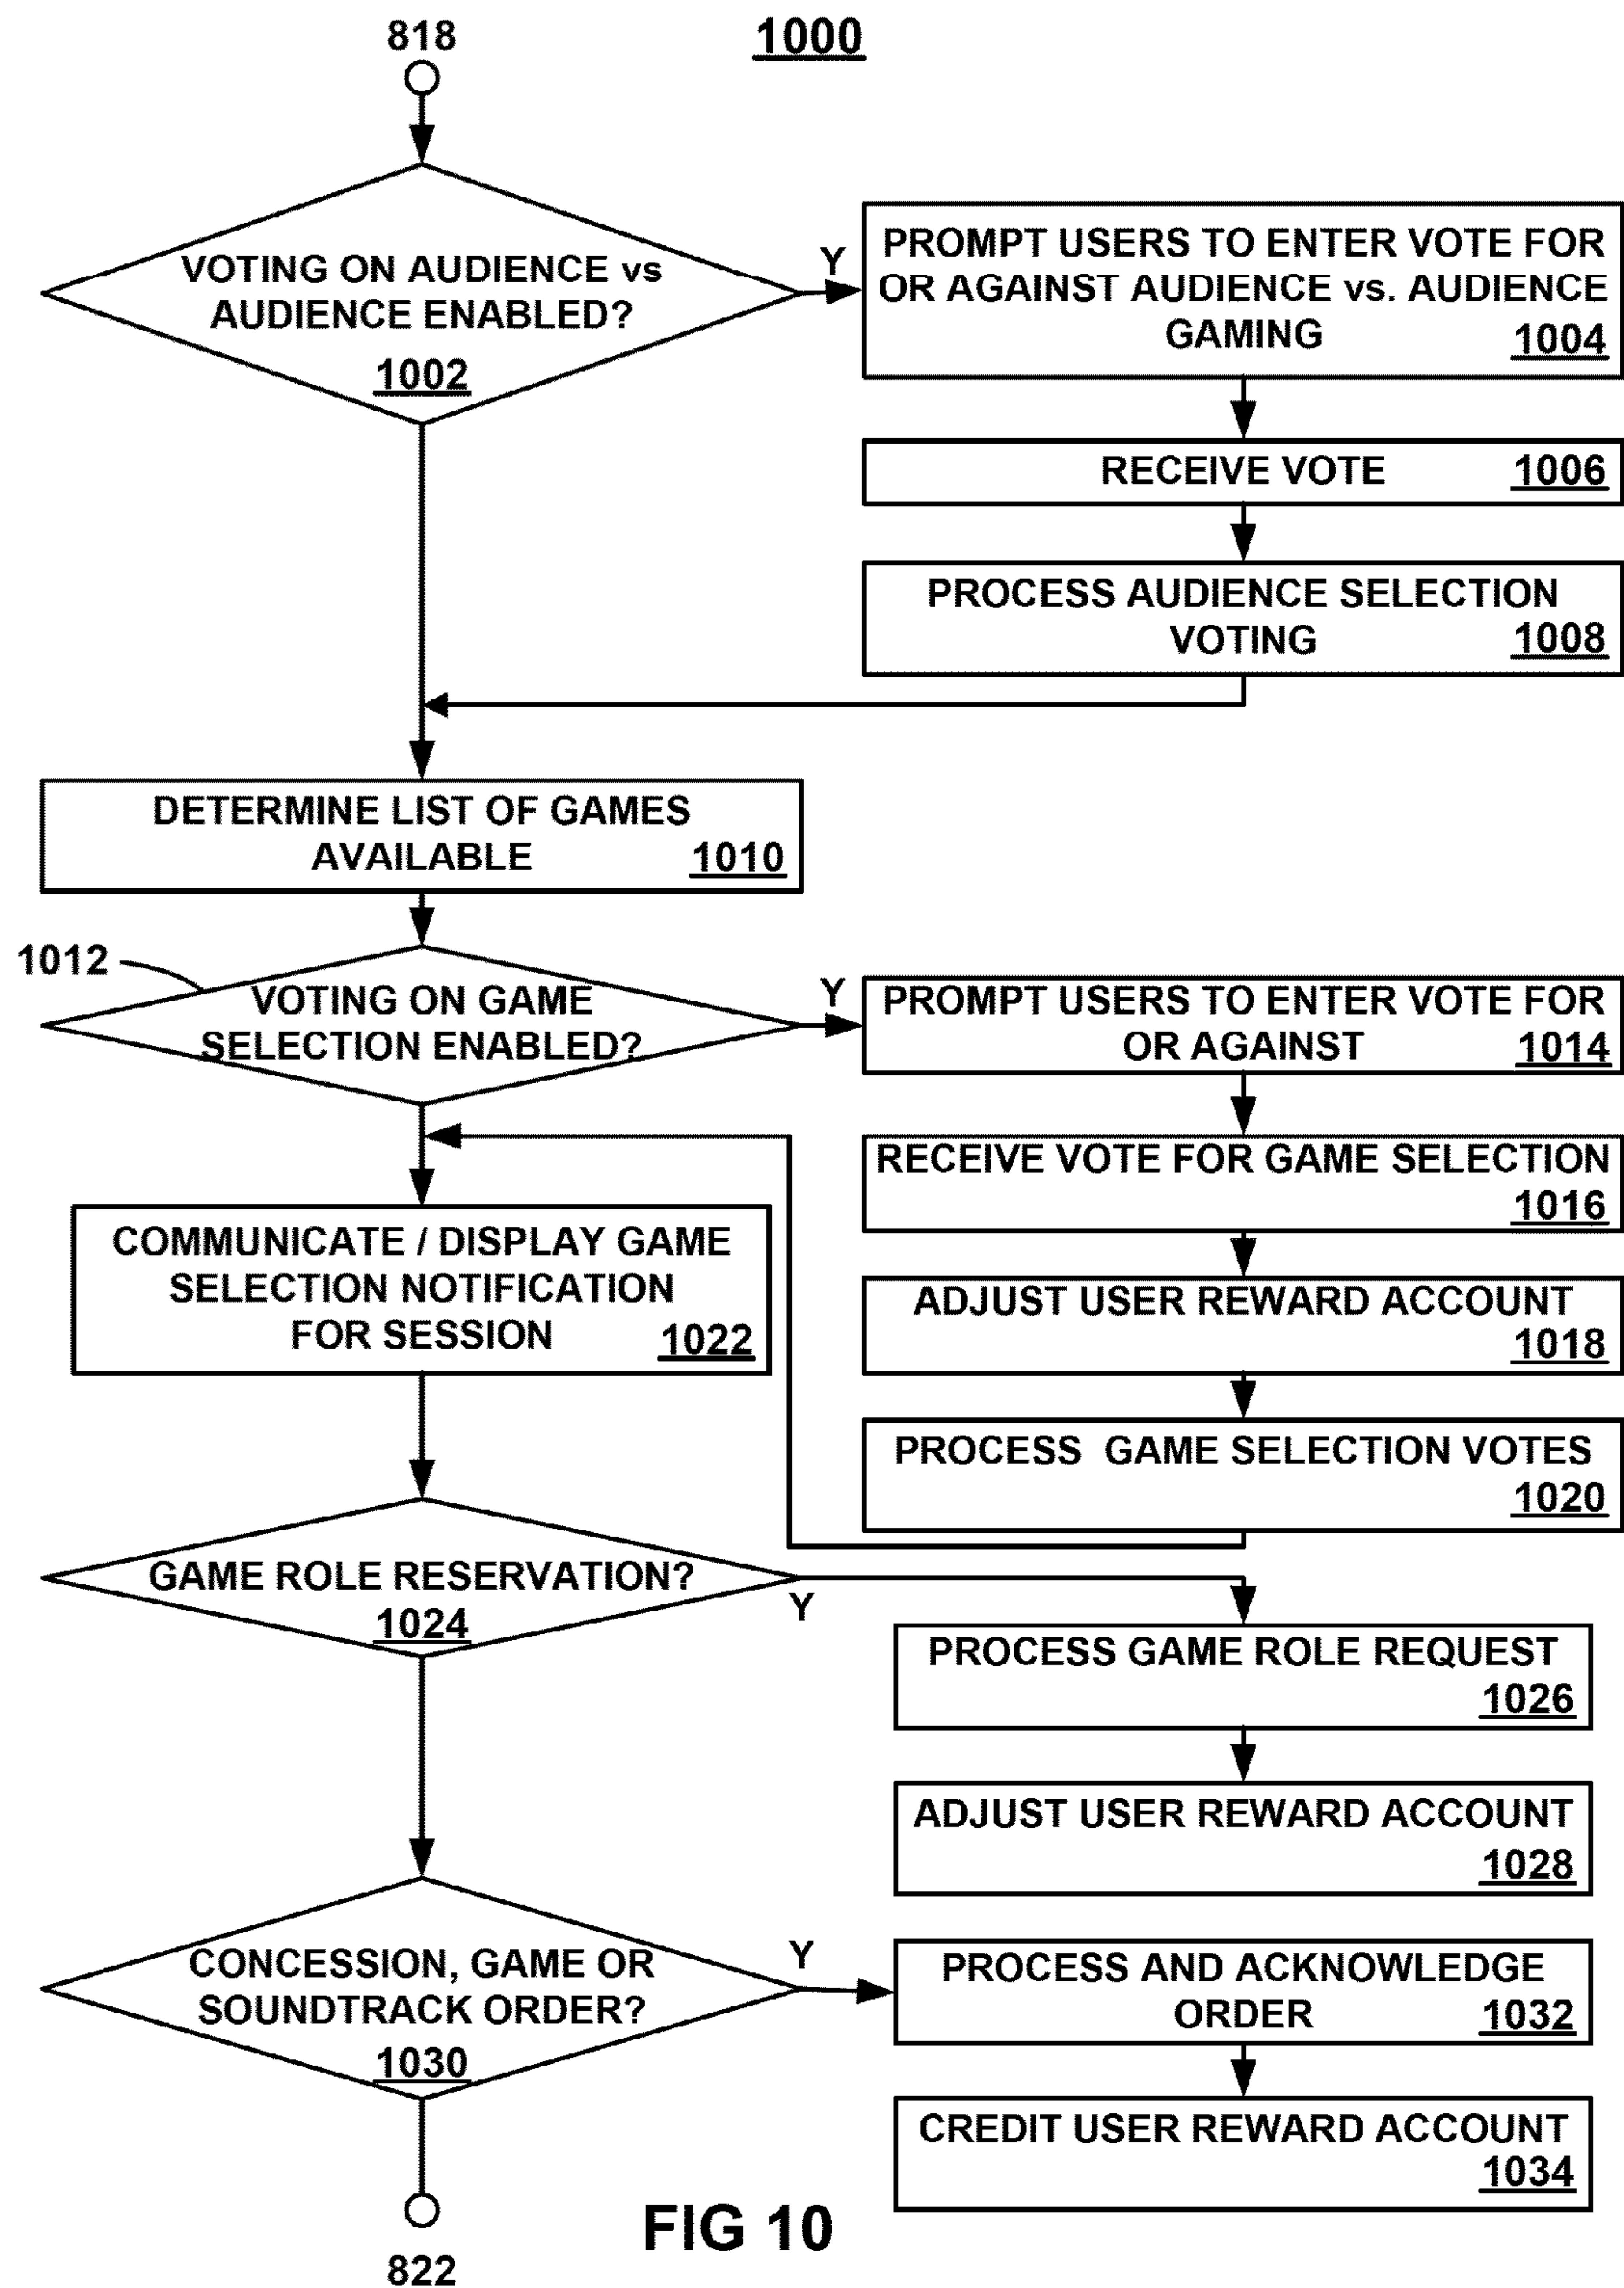 818
1000
VOTING ON AUDIENCE vs
AUDIENCE ENABLED?
1002
Y
PROMPT USERS TO ENTER VOTE FOR
OR AGAINST AUDIENCE vs. AUDIENCE
GAMING 1004
RECEIVE VOTE 1006
PROCESS AUDIENCE SELECTION
VOTING 1008
DETERMINE LIST OF GAMES
AVAILABLE 1010
1012
VOTING ON GAME
SELECTION ENABLED?
Y
PROMPT USERS TO ENTER VOTE FOR
OR AGAINST 1014
RECEIVE VOTE FOR GAME SELECTION
1016
ADJUST USER REWARD ACCOUNT
1018
PROCESS GAME SELECTION VOTES
1020
COMMUNICATE / DISPLAY GAME
SELECTION NOTIFICATION
FOR SESSION 1022
GAME ROLE RESERVATION?
1024
Y
PROCESS GAME ROLE REQUEST
1026
ADJUST USER REWARD ACCOUNT
1028
CONCESSION, GAME OR
SOUNDTRACK ORDER?
1030
Y
PROCESS AND ACKNOWLEDGE
ORDER 1032
CREDIT USER REWARD ACCOUNT
1034
822
FIG 10